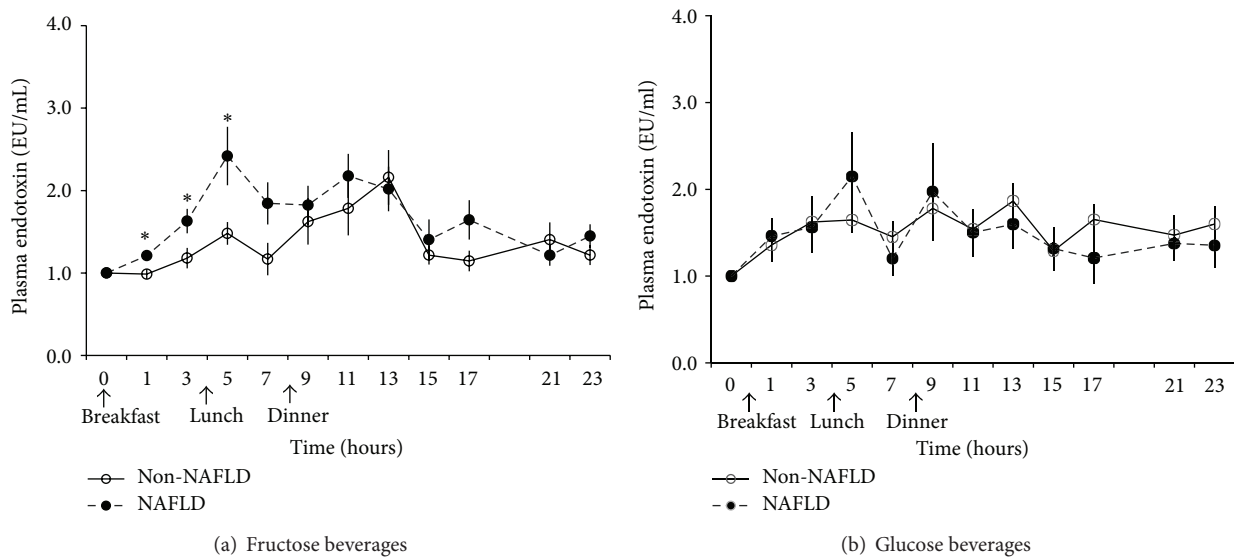 4.0
3.0
2.0
1.0
0.0
Plasma endotoxin (EU/mL)
*
*
*
0 1 3 5 7 9 11 13 15 17 21 23
Breakfast Lunch Dinner
Time (hours)
Non-NAFLD
NAFLD
(a) Fructose beverages
4.0
3.0
2.0
1.0
0.0
Plasma endotoxin (EU/ml)
0 1 3 5 7 9 11 13 15 17 21 23
Breakfast Lunch Dinner
Time (hours)
Non-NAFLD
NAFLD
(b) Glucose beverages